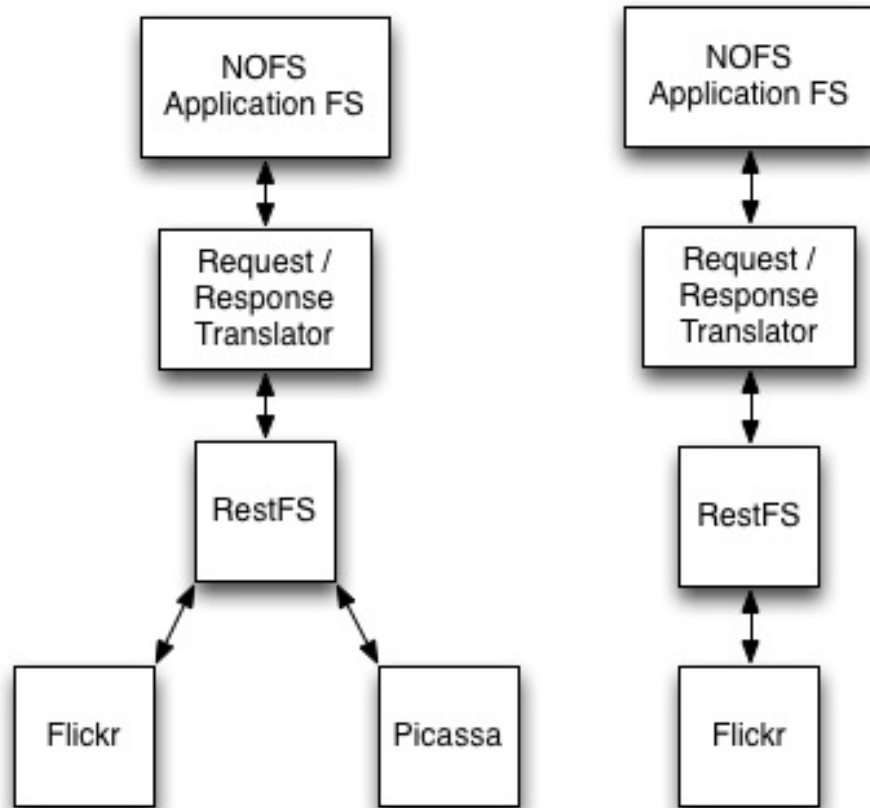 NOFS
Application FS
Request /
Response
Translator
RestFS
Flickr
Picassa
NOFS
Application FS
Request /
Response
Translator
RestFS
Flickr